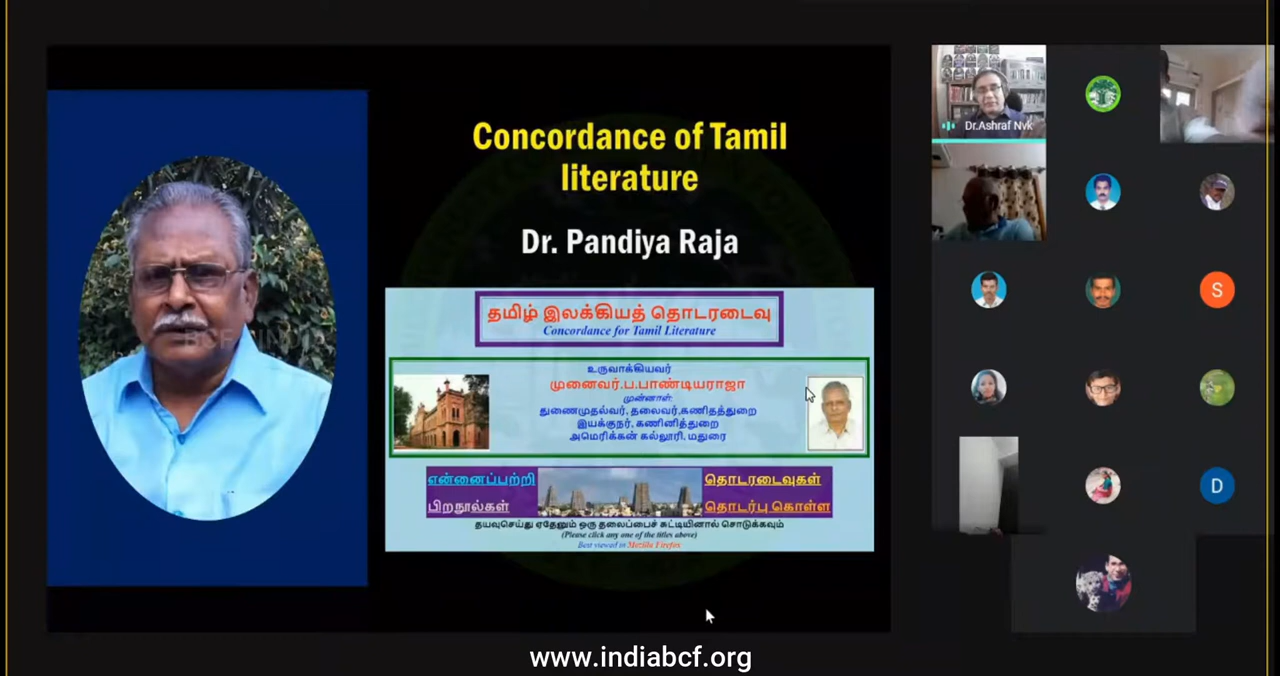 Concordance of Tamil
literature
Dr. Pandiya Raja
தமிழ் இலக்கியத் தொடரடைவு
Concordance for Tamil Literature
உருவாக்கியவர்
முனைவர்.ப.பாண்டியராஜா
முன்னாள்:
துணைமுதல்வர், தலைவர்,கணிதத்துறை
இயக்குநர், கணினித்துறை
அமெரிக்கன் கல்லூரி, மதுரை
என்னைப்பற்றி
தொடரடைவுகள்
பிறநூல்கள்
தொடர்பு கொள்ள
தயவுசெய்து ஏதேனும் ஒரு தலைப்பைச் சுட்டியினால் சொடுக்கவும்
(Please click any one of the titles above)
Best viewed in Mozilla Firefox
Dr.Ashraf Nvk
S
D
www.indiabcf.org